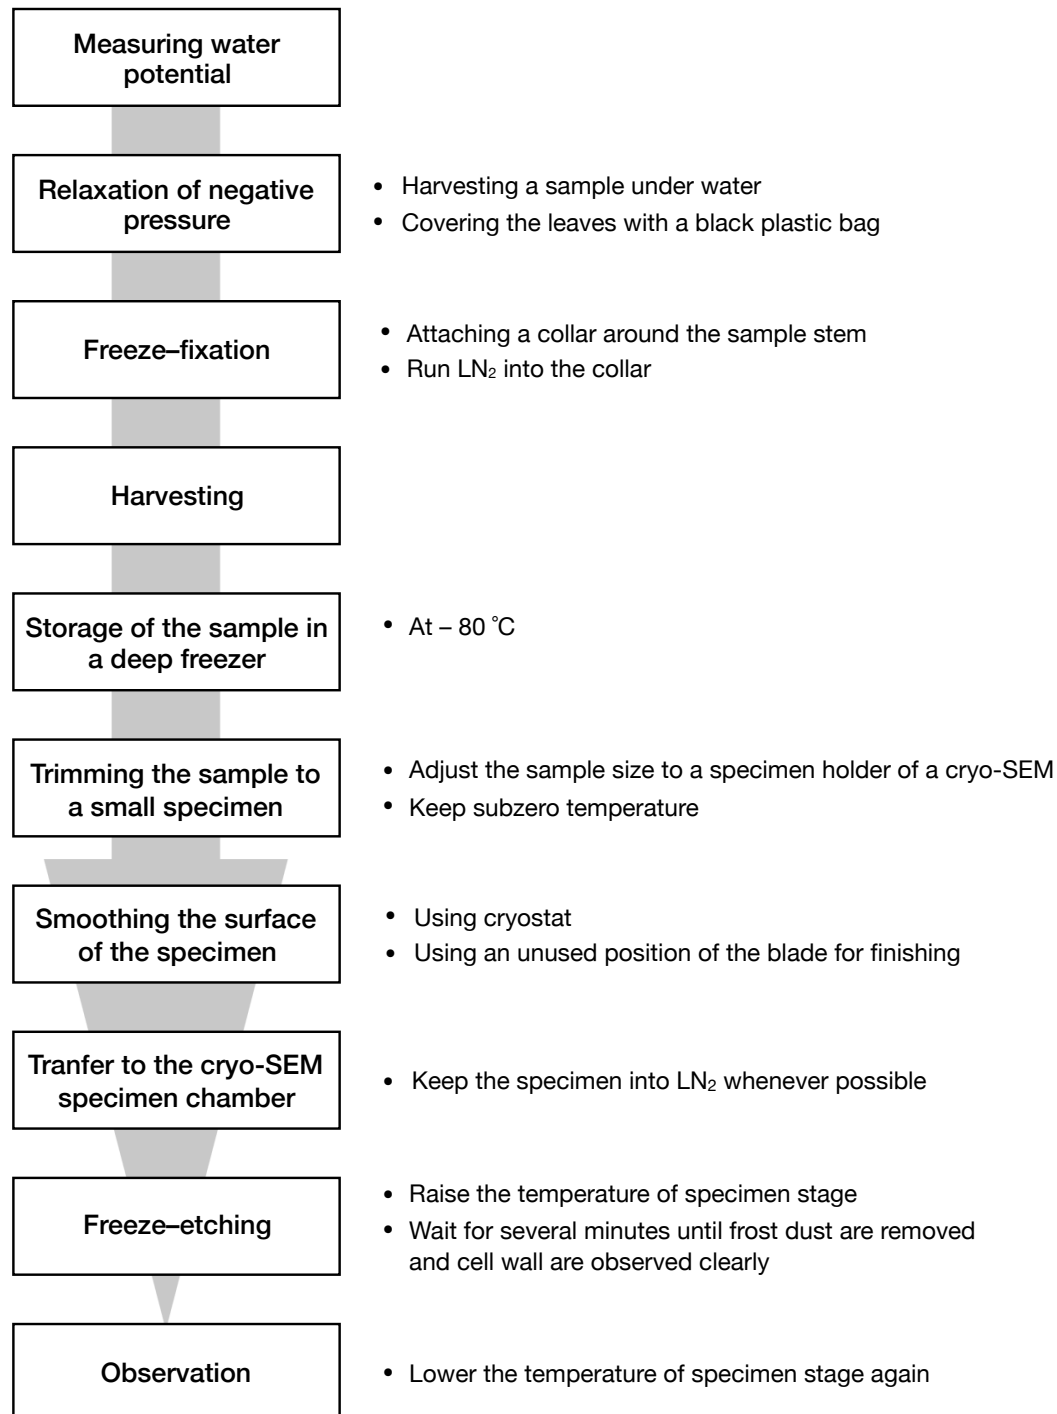 Measuring water
potential
Relaxation of negative
pressure
• Harvesting a sample under water
• Covering the leaves with a black plastic bag
Freeze–fixation
• Attaching a collar around the sample stem
• Run LN₂ into the collar
Harvesting
Storage of the sample in
a deep freezer
• At – 80 ˚C
Trimming the sample to
a small specimen
• Adjust the sample size to a specimen holder of a cryo-SEM
• Keep subzero temperature
Smoothing the surface
of the specimen
• Using cryostat
• Using an unused position of the blade for finishing
Tranfer to the cryo-SEM
specimen chamber
• Keep the specimen into LN₂ whenever possible
Freeze–etching
• Raise the temperature of specimen stage
• Wait for several minutes until frost dust are removed
and cell wall are observed clearly
Observation
• Lower the temperature of specimen stage again